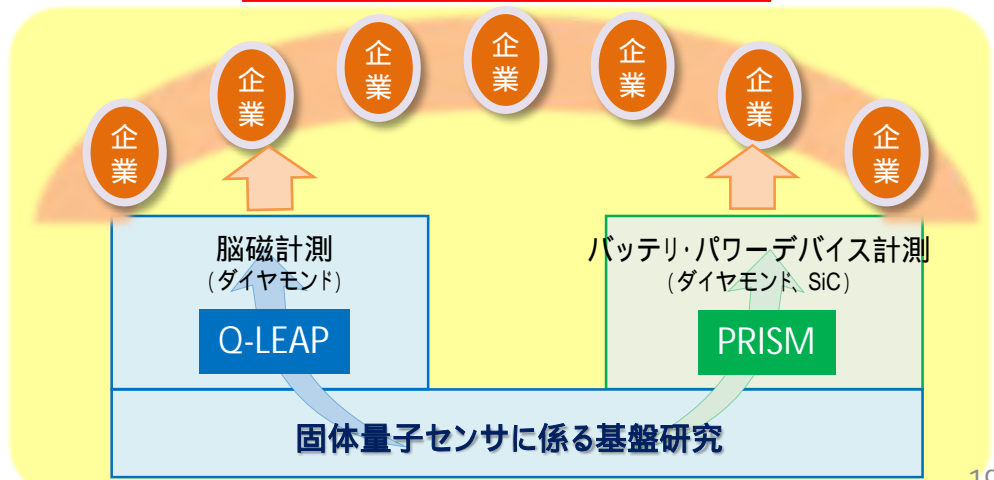 企業
企業
企業
企業
企業
企業
企業
脳磁計測
(ダイヤモンド)
Q-LEAP
バッテリ・パワーデバイス計測
(ダイヤモンド、SiC)
PRISM
固体量子センサに係る基盤研究